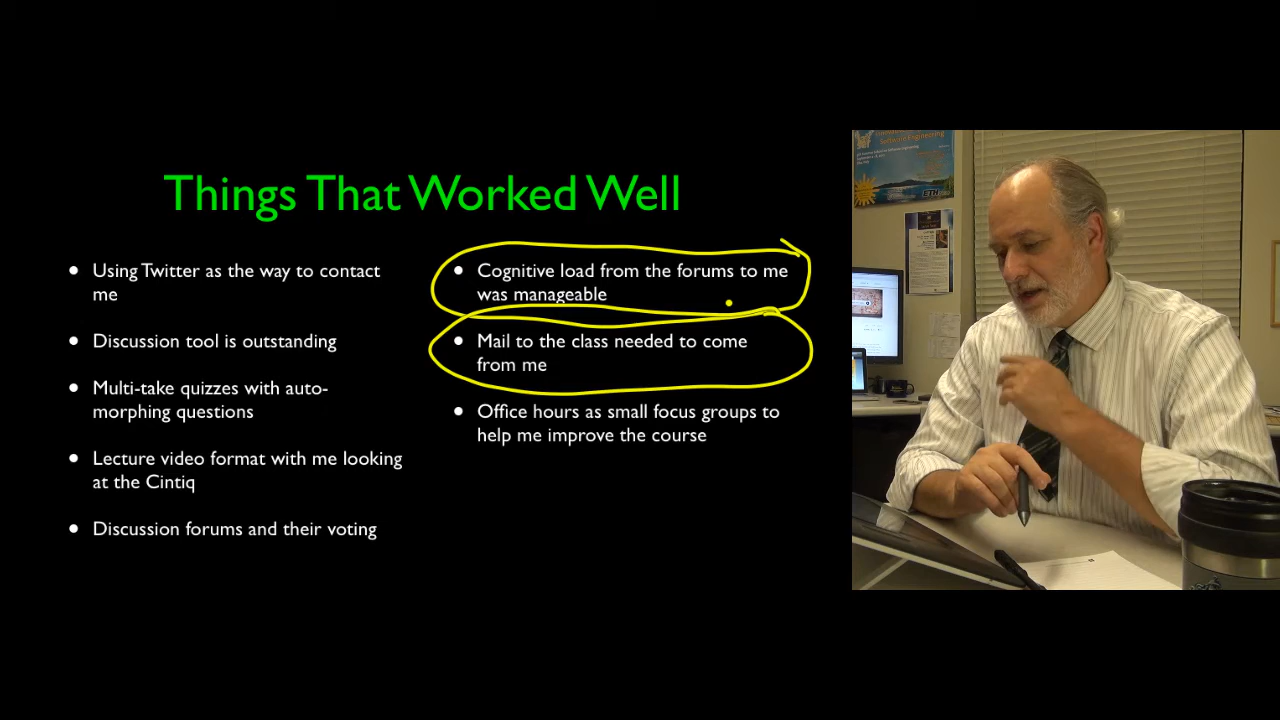 Things That Worked Well
Using Twitter as the way to contact
me
Discussion tool is outstanding
Multi-take quizzes with auto-
morphing questions
Lecture video format with me looking
at the Cintiq
Discussion forums and their voting
Cognitive load from the forums to me
was manageable
Mail to the class needed to come
from me
Office hours as small focus groups to
help me improve the course
Software Engineering